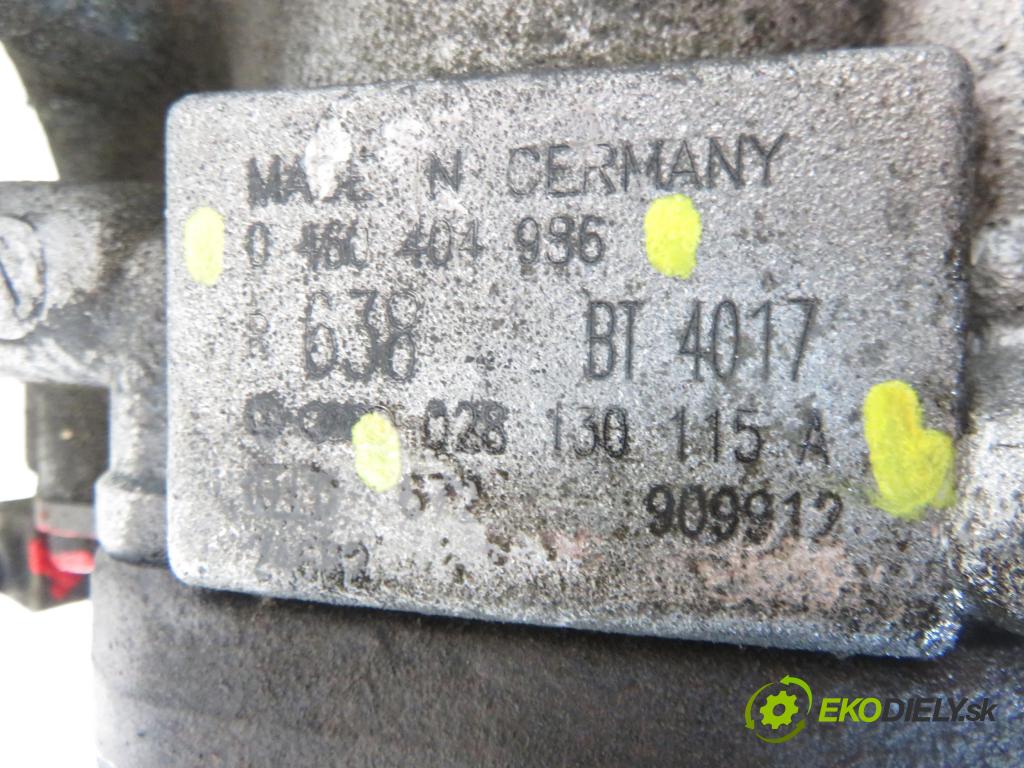 MADE IN GERMANY
0 460 404 986
R 638 BT 4017
028 130 115 A
909912
EKODIELY.sk